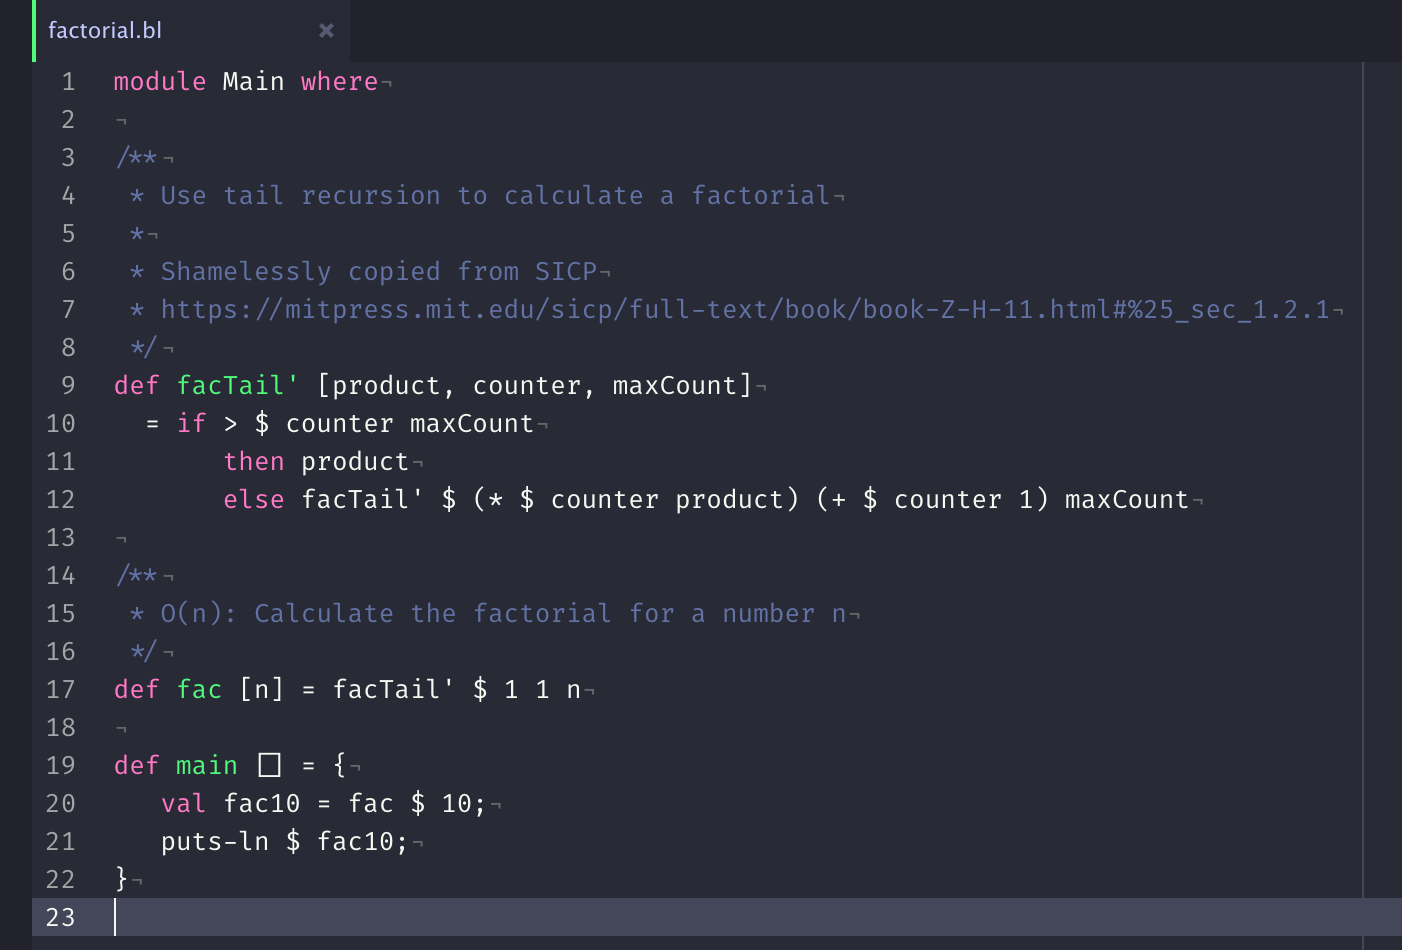 factorial.bl
1 module Main where¬
2 ¬
3 /**¬
4  * Use tail recursion to calculate a factorial¬
5  *¬
6  * Shamelessly copied from SICP¬
7  * https://mitpress.mit.edu/sicp/full-text/book/book-Z-H-11.html#%25_sec_1.2.1¬
8  */¬
9 def facTail' [product, counter, maxCount]¬
10   = if > $ counter maxCount¬
11        then product¬
12        else facTail' $ (* $ counter product) (+ $ counter 1) maxCount¬
13 ¬
14 /**¬
15  * O(n): Calculate the factorial for a number n¬
16  */¬
17 def fac [n] = facTail' $ 1 1 n¬
18 ¬
19 def main [] = {¬
20    val fac10 = fac $ 10;¬
21    puts-ln $ fac10;¬
22 }¬
23